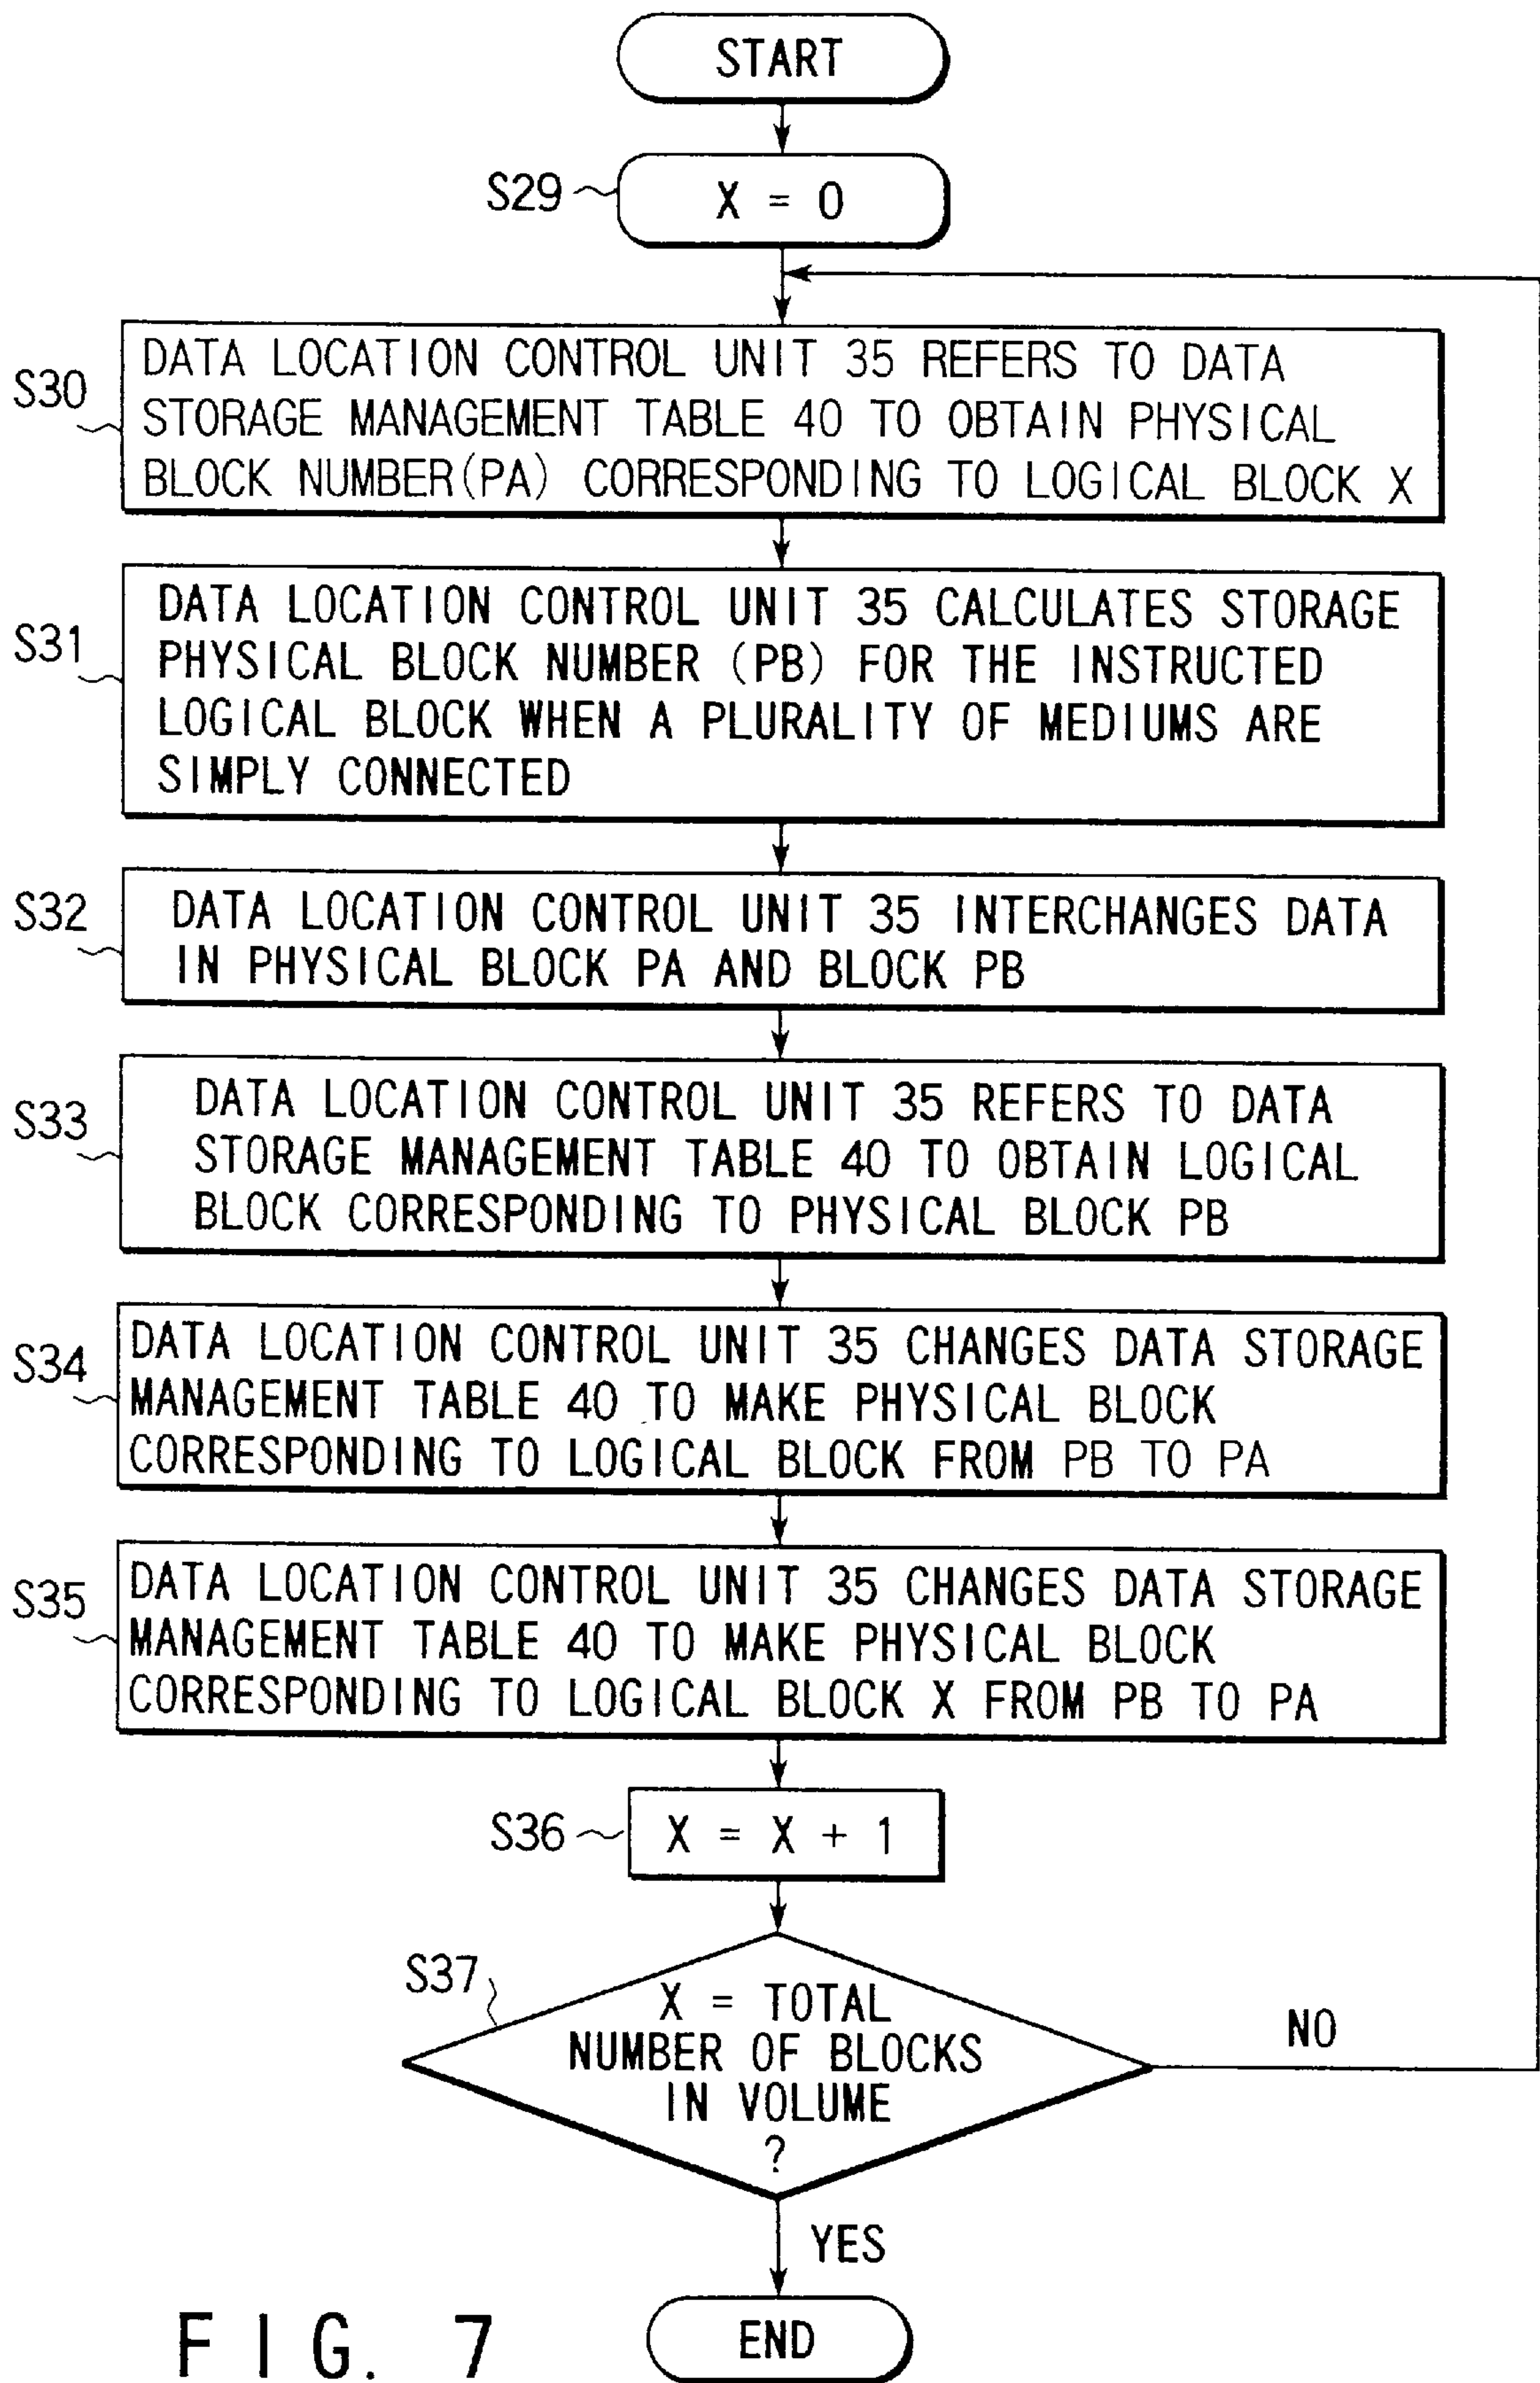 START
S29
X = 0
S30
DATA LOCATION CONTROL UNIT 35 REFERS TO DATA
STORAGE MANAGEMENT TABLE 40 TO OBTAIN PHYSICAL
BLOCK NUMBER(PA) CORRESPONDING TO LOGICAL BLOCK X
S31
DATA LOCATION CONTROL UNIT 35 CALCULATES STORAGE
PHYSICAL BLOCK NUMBER (PB) FOR THE INSTRUCTED
LOGICAL BLOCK WHEN A PLURALITY OF MEDIUMS ARE
SIMPLY CONNECTED
S32
DATA LOCATION CONTROL UNIT 35 INTERCHANGES DATA
IN PHYSICAL BLOCK PA AND BLOCK PB
S33
DATA LOCATION CONTROL UNIT 35 REFERS TO DATA
STORAGE MANAGEMENT TABLE 40 TO OBTAIN LOGICAL
BLOCK CORRESPONDING TO PHYSICAL BLOCK PB
S34
DATA LOCATION CONTROL UNIT 35 CHANGES DATA STORAGE
MANAGEMENT TABLE 40 TO MAKE PHYSICAL BLOCK
CORRESPONDING TO LOGICAL BLOCK FROM PB TO PA
S35
DATA LOCATION CONTROL UNIT 35 CHANGES DATA STORAGE
MANAGEMENT TABLE 40 TO MAKE PHYSICAL BLOCK
CORRESPONDING TO LOGICAL BLOCK X FROM PB TO PA
S36
X = X + 1
S37
X = TOTAL
NUMBER OF BLOCKS
IN VOLUME
?
NO
YES
END
FIG. 7